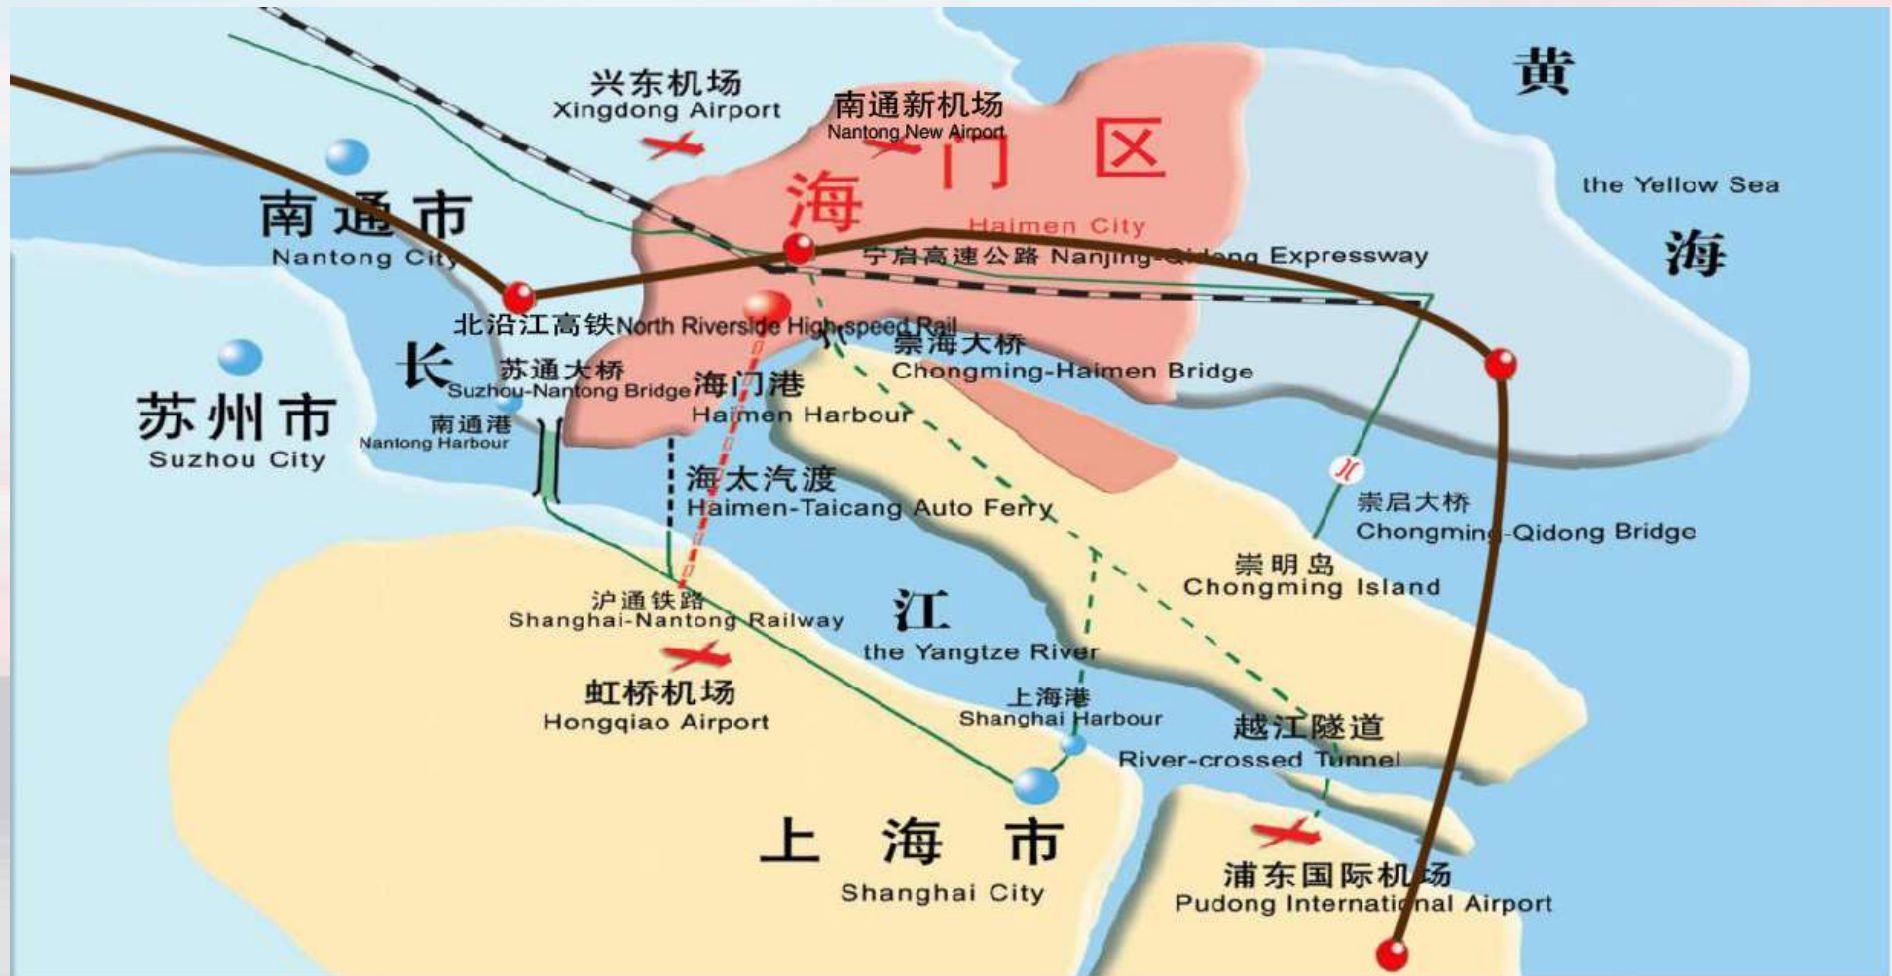 黄
海
the Yellow Sea
兴东机场
Xingdong Airport
南通新机场
Nantong New Airport
海门区
Haimen City
南通市
Nantong City
宁启高速公路 Nanjing-Qidong Expressway
北沿江高铁North Riverside High-speed Rail
长
江
the Yangtze River
苏通大桥
Suzhou-Nantong Bridge
崇海大桥
Chongming-Haimen Bridge
海门港
Haimen Harbour
苏州市
Suzhou City
南通港
Nantong Harbour
海太汽渡
Haimen-Taicang Auto Ferry
崇启大桥
Chongming-Qidong Bridge
崇明岛
Chongming Island
沪通铁路
Shanghai-Nantong Railway
虹桥机场
Hongqiao Airport
上海港
Shanghai Harbour
越江隧道
River-crossed Tunnel
上海市
Shanghai City
浦东国际机场
Pudong International Airport